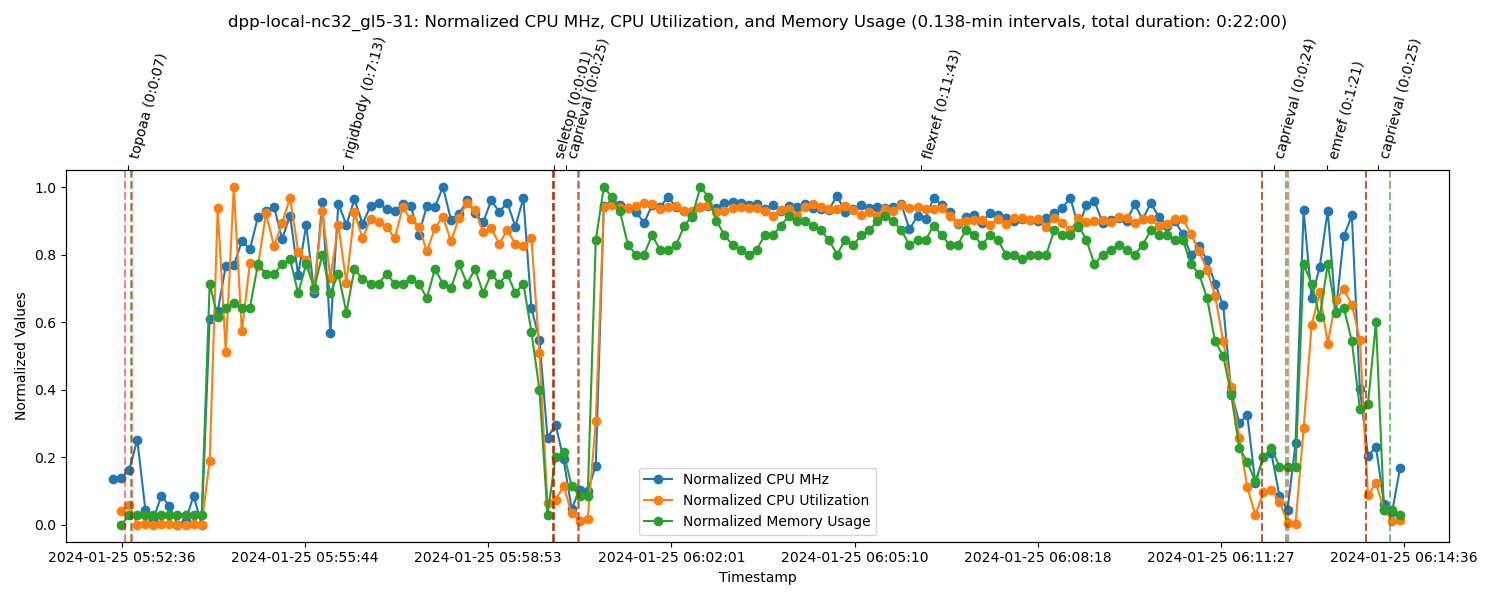 dpp-local-nc32_gl5-31: Normalized CPU MHz, CPU Utilization, and Memory Usage (0.138-min intervals, total duration: 0:22:00)
topoaa (0:0:07)
rigidbody (0:7:13)
seletop (0:0:01)
caprieval (0:0:25)
flexref (0:11:43)
caprieval (0:0:24)
emref (0:1:21)
caprieval (0:0:25)
Normalized Values
1.0
0.8
0.6
0.4
0.2
0.0
Normalized CPU MHz
Normalized CPU Utilization
Normalized Memory Usage
2024-01-25 05:52:36
2024-01-25 05:55:44
2024-01-25 05:58:53
2024-01-25 06:02:01
2024-01-25 06:05:10
2024-01-25 06:08:18
2024-01-25 06:11:27
2024-01-25 06:14:36
Timestamp